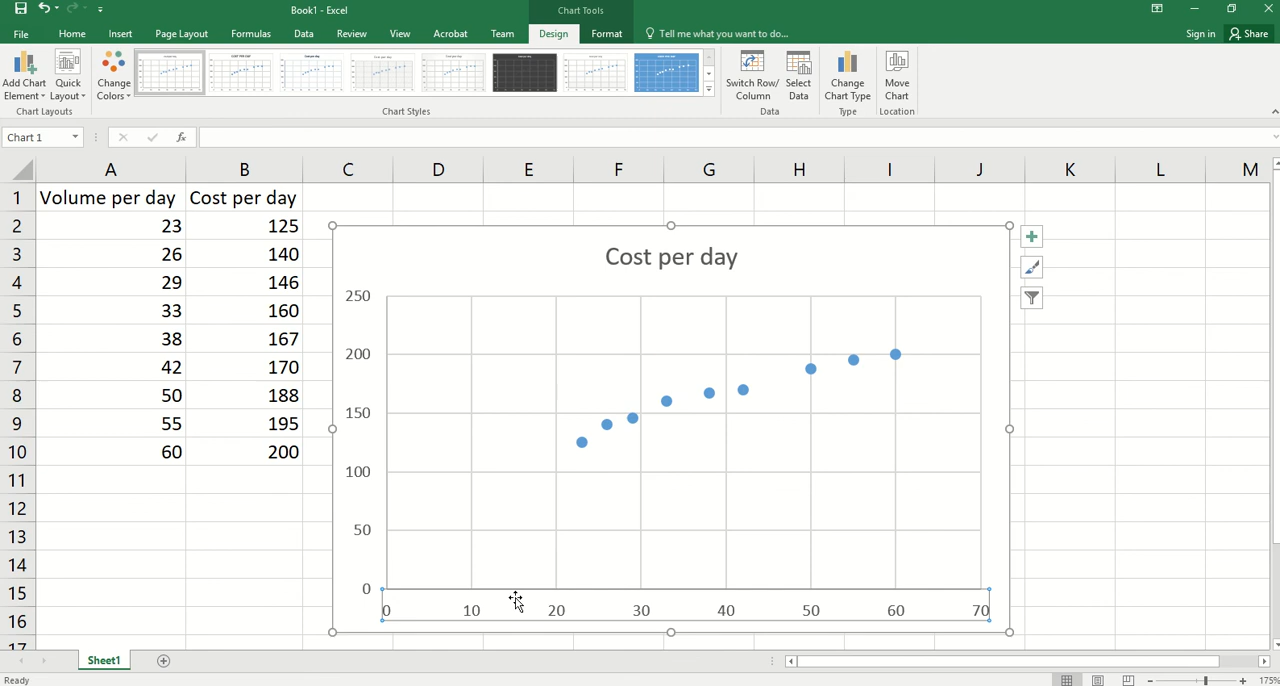 Book1 - Excel
Chart Tools
File Home Insert Page Layout Formulas Data Review View Acrobat Team Design Format Tell me what you want to do... Sign in Share
Add Chart Element Quick Layout Change Colors Switch Row/ Column Select Data Change Chart Type Move Chart
Chart Layouts Chart Styles Data Type Location
Chart 1 fx
A B C D E F G H I J K L M
1 Volume per day Cost per day
2 23 125
3 26 140
4 29 146
5 33 160
6 38 167
7 42 170
8 50 188
9 55 195
10 60 200
11
12
13
14
15
16
17
Cost per day
250
200
150
100
50
0
0 10 20 30 40 50 60 70
Sheet1
Ready 175%